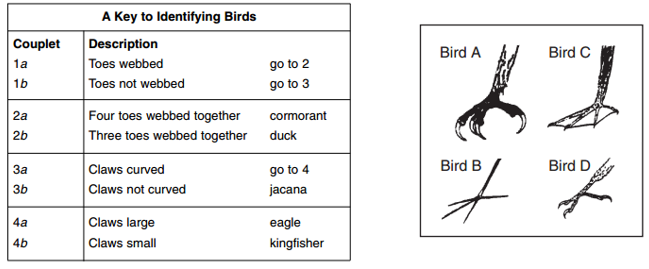 A Key to Identifying Birds
Couplet Description
1a Toes webbed go to 2
1b Toes not webbed go to 3
2a Four toes webbed together cormorant
2b Three toes webbed together duck
3a Claws curved go to 4
3b Claws not curved jacana
4a Claws large eagle
4b Claws small kingfisher
Bird A Bird C
Bird B Bird D